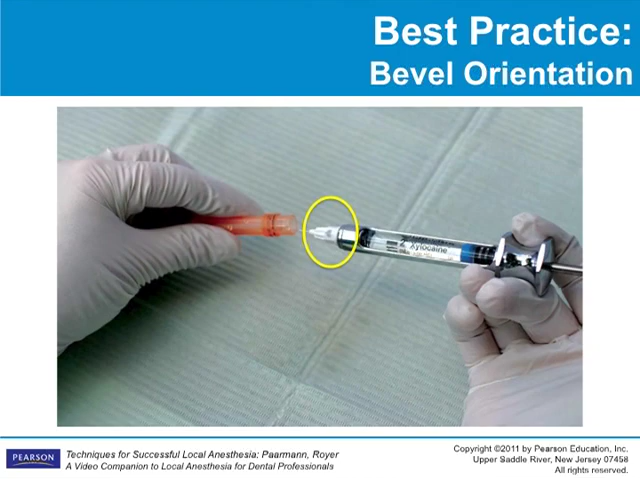 Best Practice:
Bevel Orientation
Xylocaine
PEARSON
Techniques for Successful Local Anesthesia: Paarmann, Royer
A Video Companion to Local Anesthesia for Dental Professionals
Copyright ©2011 by Pearson Education, Inc.
Upper Saddle River, New Jersey 07458
All rights reserved.